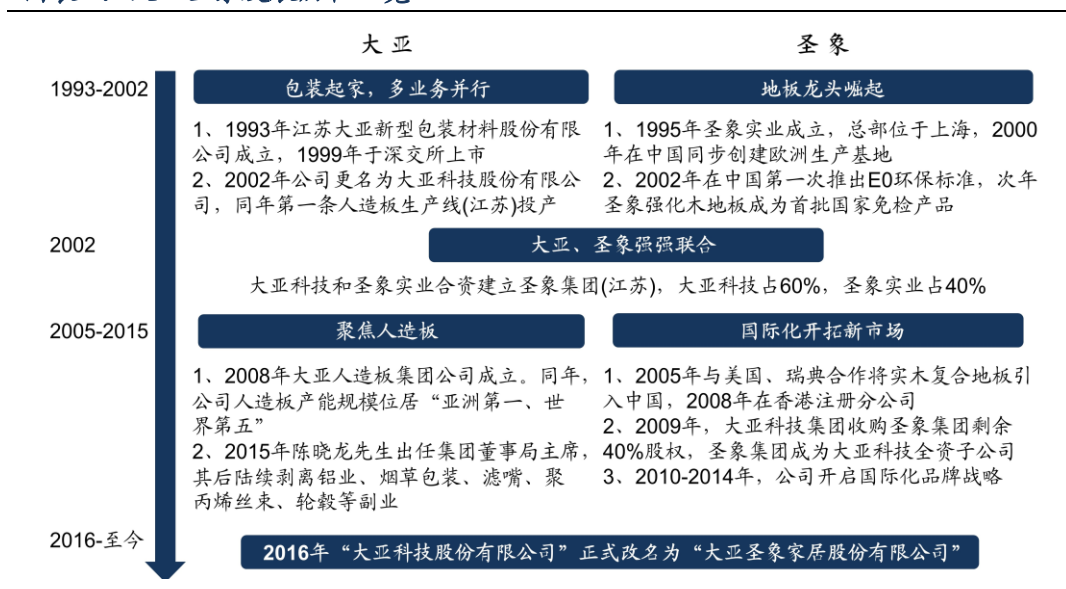 大亚
圣象
1993-2002
包装起家，多业务并行
地板龙头崛起
1、1993年江苏大亚新型包装材料股份有限
公司成立，1999年于深交所上市
2、2002年公司更名为大亚科技股份有限公
司，同年第一条人造板生产线(江苏)投产
1、1995年圣象实业成立，总部位于上海，2000
年在中国同步创建欧洲生产基地
2、2002年在中国第一次推出E0环保标准，次年
圣象强化木地板成为首批国家免检产品
2002
大亚、圣象强强联合
大亚科技和圣象实业合资建立圣象集团(江苏)，大亚科技占60%，圣象实业占40%
2005-2015
聚焦人造板
国际化开拓新市场
1、2008年大亚人造板集团公司成立。同年，
公司人造板产能规模位居“亚洲第一、世
界第五”
2、2015年陈晓龙先生出任集团董事局主席，
其后陆续剥离铝业、烟草包装、滤嘴、聚
丙烯丝束、轮毂等副业
1、2005年与美国、瑞典合作将实木复合地板引
入中国，2008年在香港注册分公司
2、2009年，大亚科技集团收购圣象集团剩余
40%股权，圣象集团成为大亚科技全资子公司
3、2010-2014年，公司开启国际化品牌战略
2016-至今
2016年“大亚科技股份有限公司”正式改名为“大亚圣象家居股份有限公司”